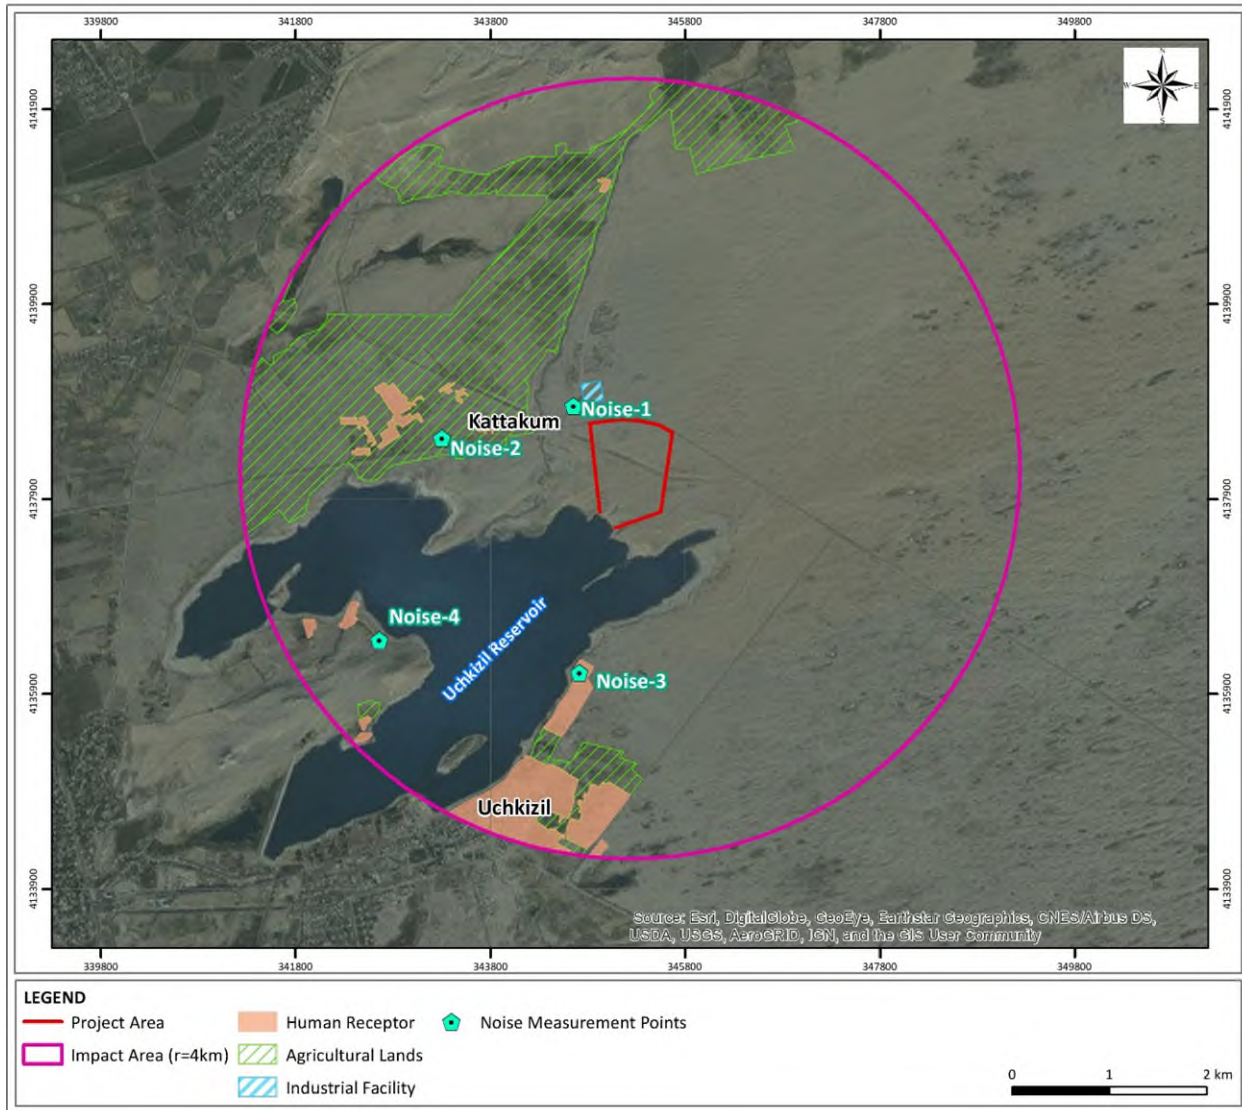 339800 341800 343800 345800 347800 349800
N
W E
S
4141900 4141900
4139900 4139900
Kattakum
Noise-1
Noise-2
4137900 4137900
Noise-4
Uchkizil Reservoir
Noise-3
4135900 4135900
Uchkizil
4133900 4133900
Source: Esri, DigitalGlobe, GeoEye, Earthstar Geographics, CNES/Airbus DS,
USDA, USGS, AeroGRID, IGN, and the GIS User Community
339800 341800 343800 345800 347800 349800
LEGEND
Project Area
Human Receptor
Noise Measurement Points
Impact Area (r=4km)
Agricultural Lands
Industrial Facility
0 1 2 km